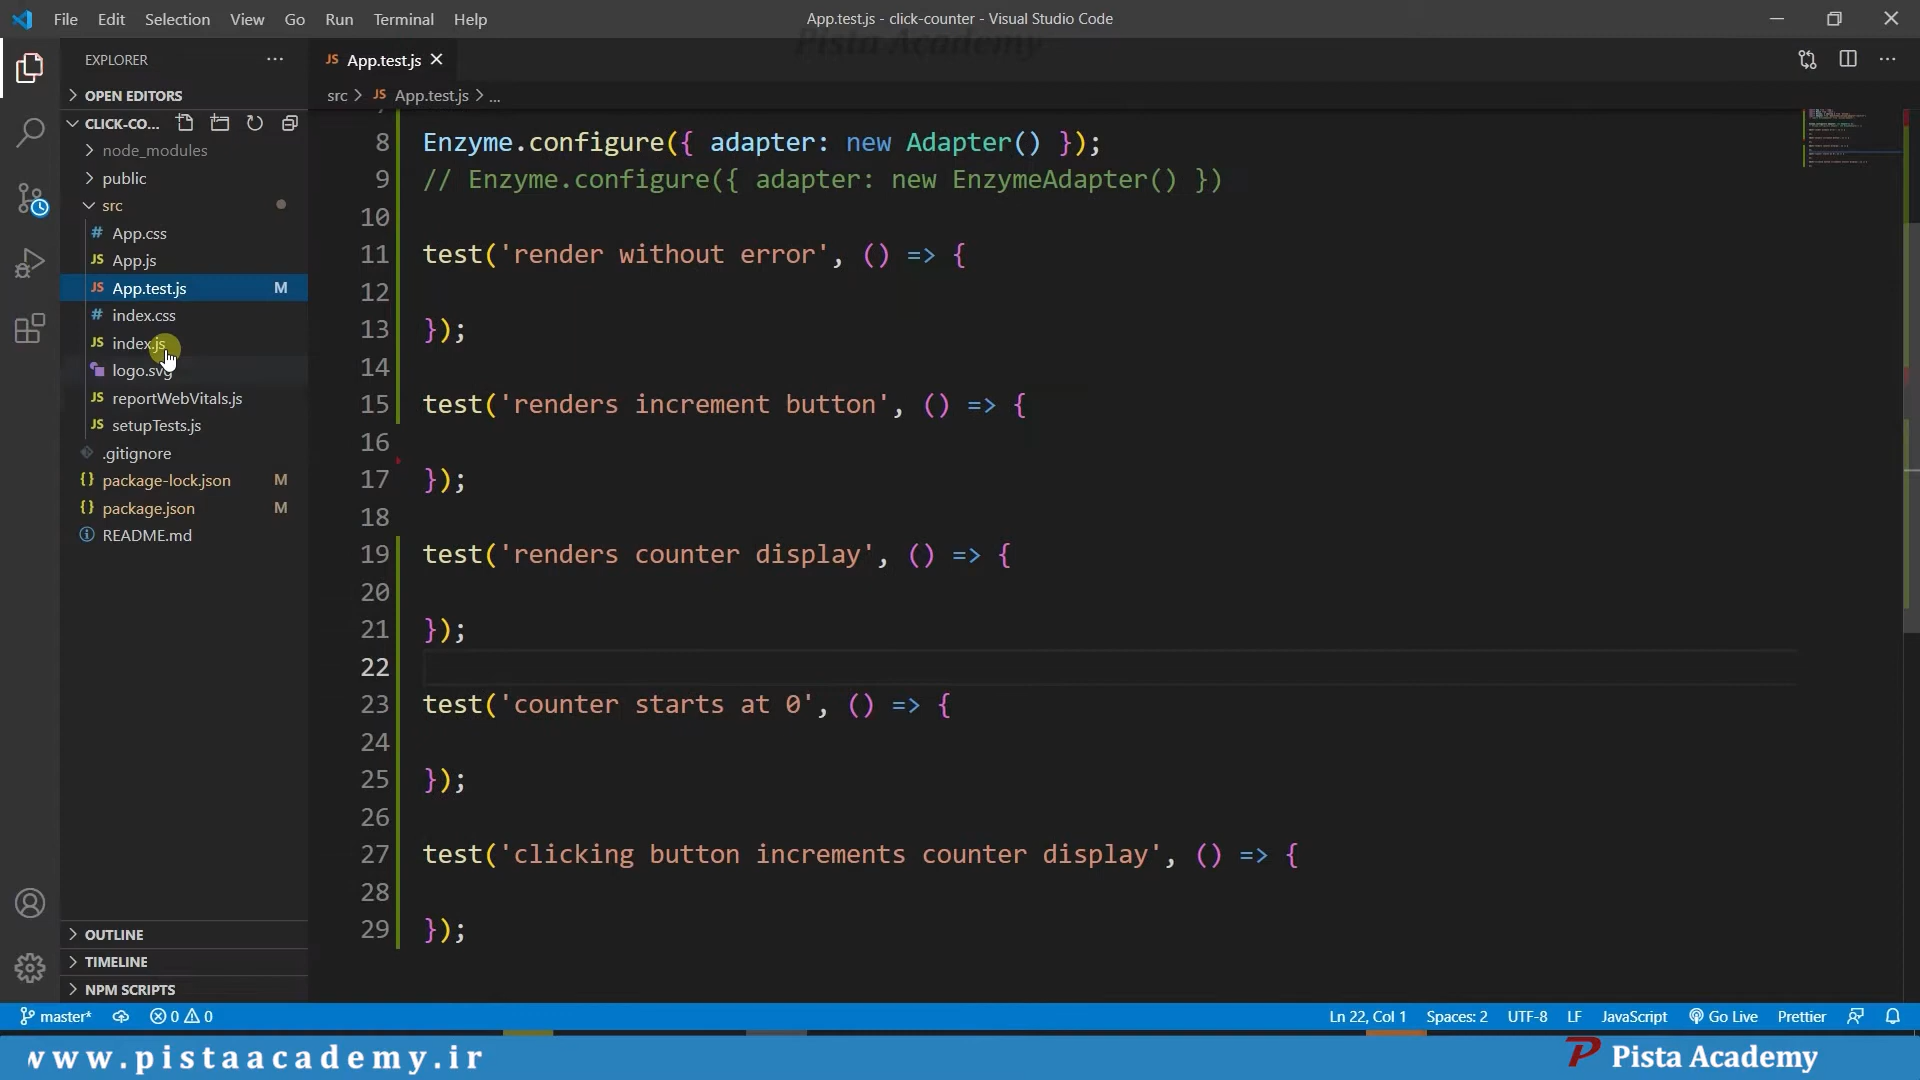 File Edit Selection View Go Run Terminal Help
App.test.js - click-counter - Visual Studio Code
Pista Academy
EXPLORER
JS App.test.js
OPEN EDITORS
src > JS App.test.js > ...
CLICK-CO...
node_modules
public
src
# App.css
JS App.js
JS App.test.js M
# index.css
JS index.js
logo.svg
JS reportWebVitals.js
JS setupTests.js
.gitignore
{} package-lock.json M
{} package.json M
README.md
OUTLINE
TIMELINE
NPM SCRIPTS
8 Enzyme.configure({ adapter: new Adapter() });
9 // Enzyme.configure({ adapter: new EnzymeAdapter() })
10
11 test('render without error', () => {
12
13 });
14
15 test('renders increment button', () => {
16
17 });
18
19 test('renders counter display', () => {
20
21 });
22
23 test('counter starts at 0', () => {
24
25 });
26
27 test('clicking button increments counter display', () => {
28
29 });
master* 0 0 Ln 22, Col 1 Spaces: 2 UTF-8 LF JavaScript Go Live Prettier
www.pistaacademy.ir
Pista Academy